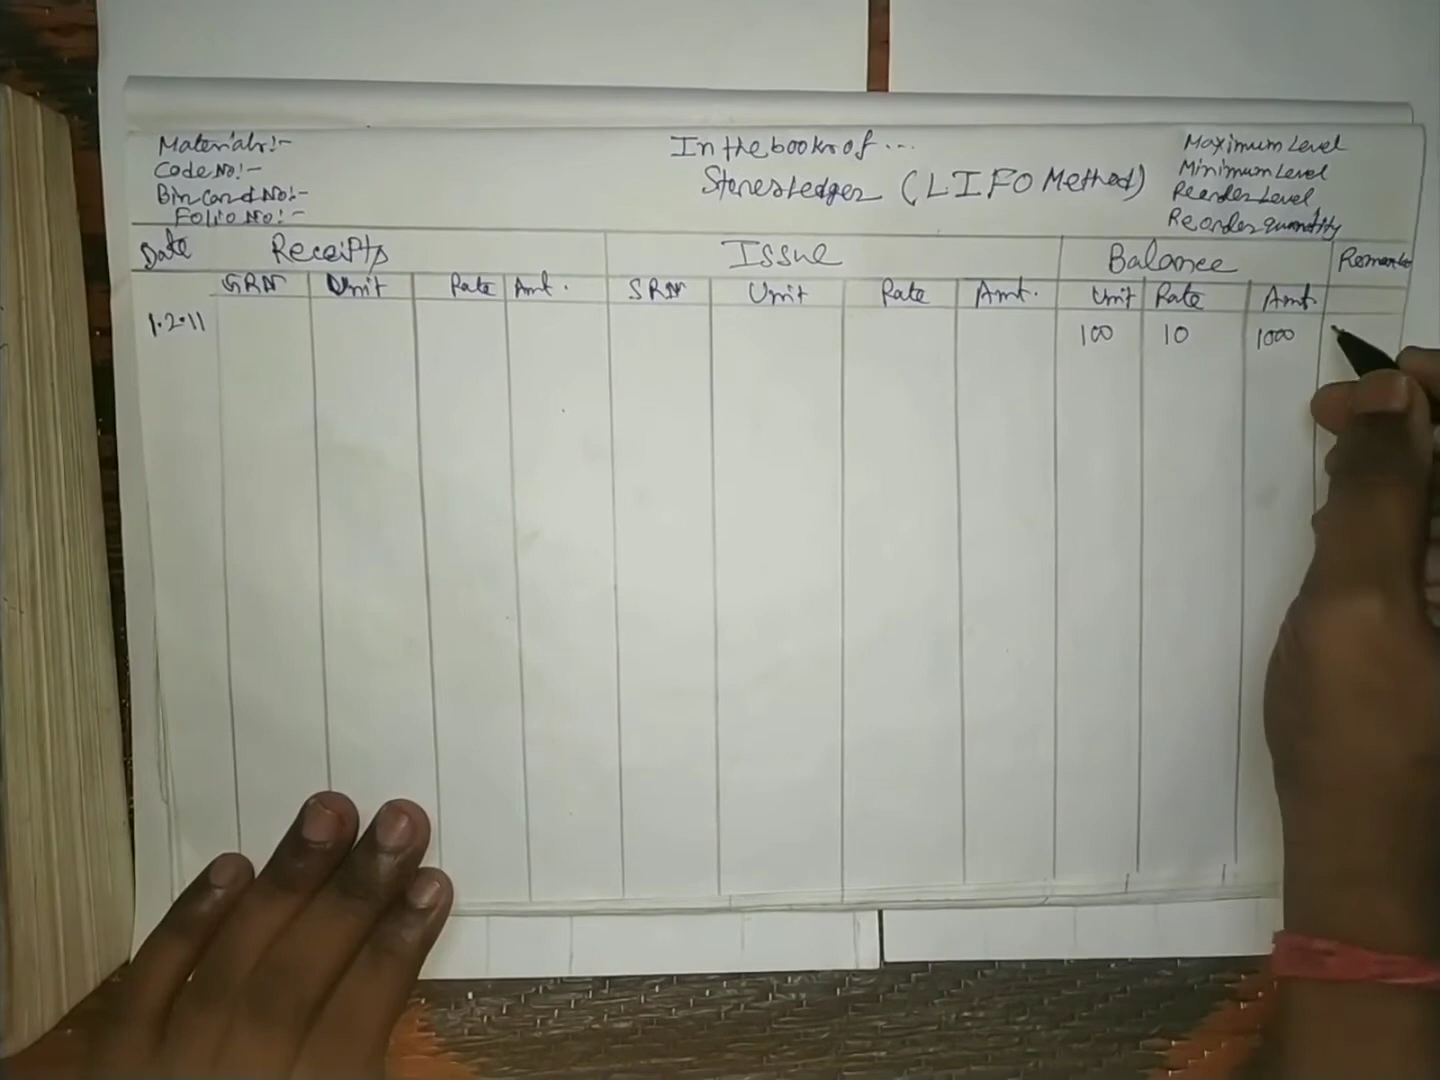 Materials:-
Code No:-
Bin Card No:-
Folio No:-
In the books of ...
Stores Ledger (LIFO Method)
Maximum Level
Minimum Level
Reorder Level
Reorder quantity
Date Receipts Issue Balance Remarks
GRN Unit Rate Amt. SRN Unit Rate Amt. Unit Rate Amt
1.2.11 100 10 1000